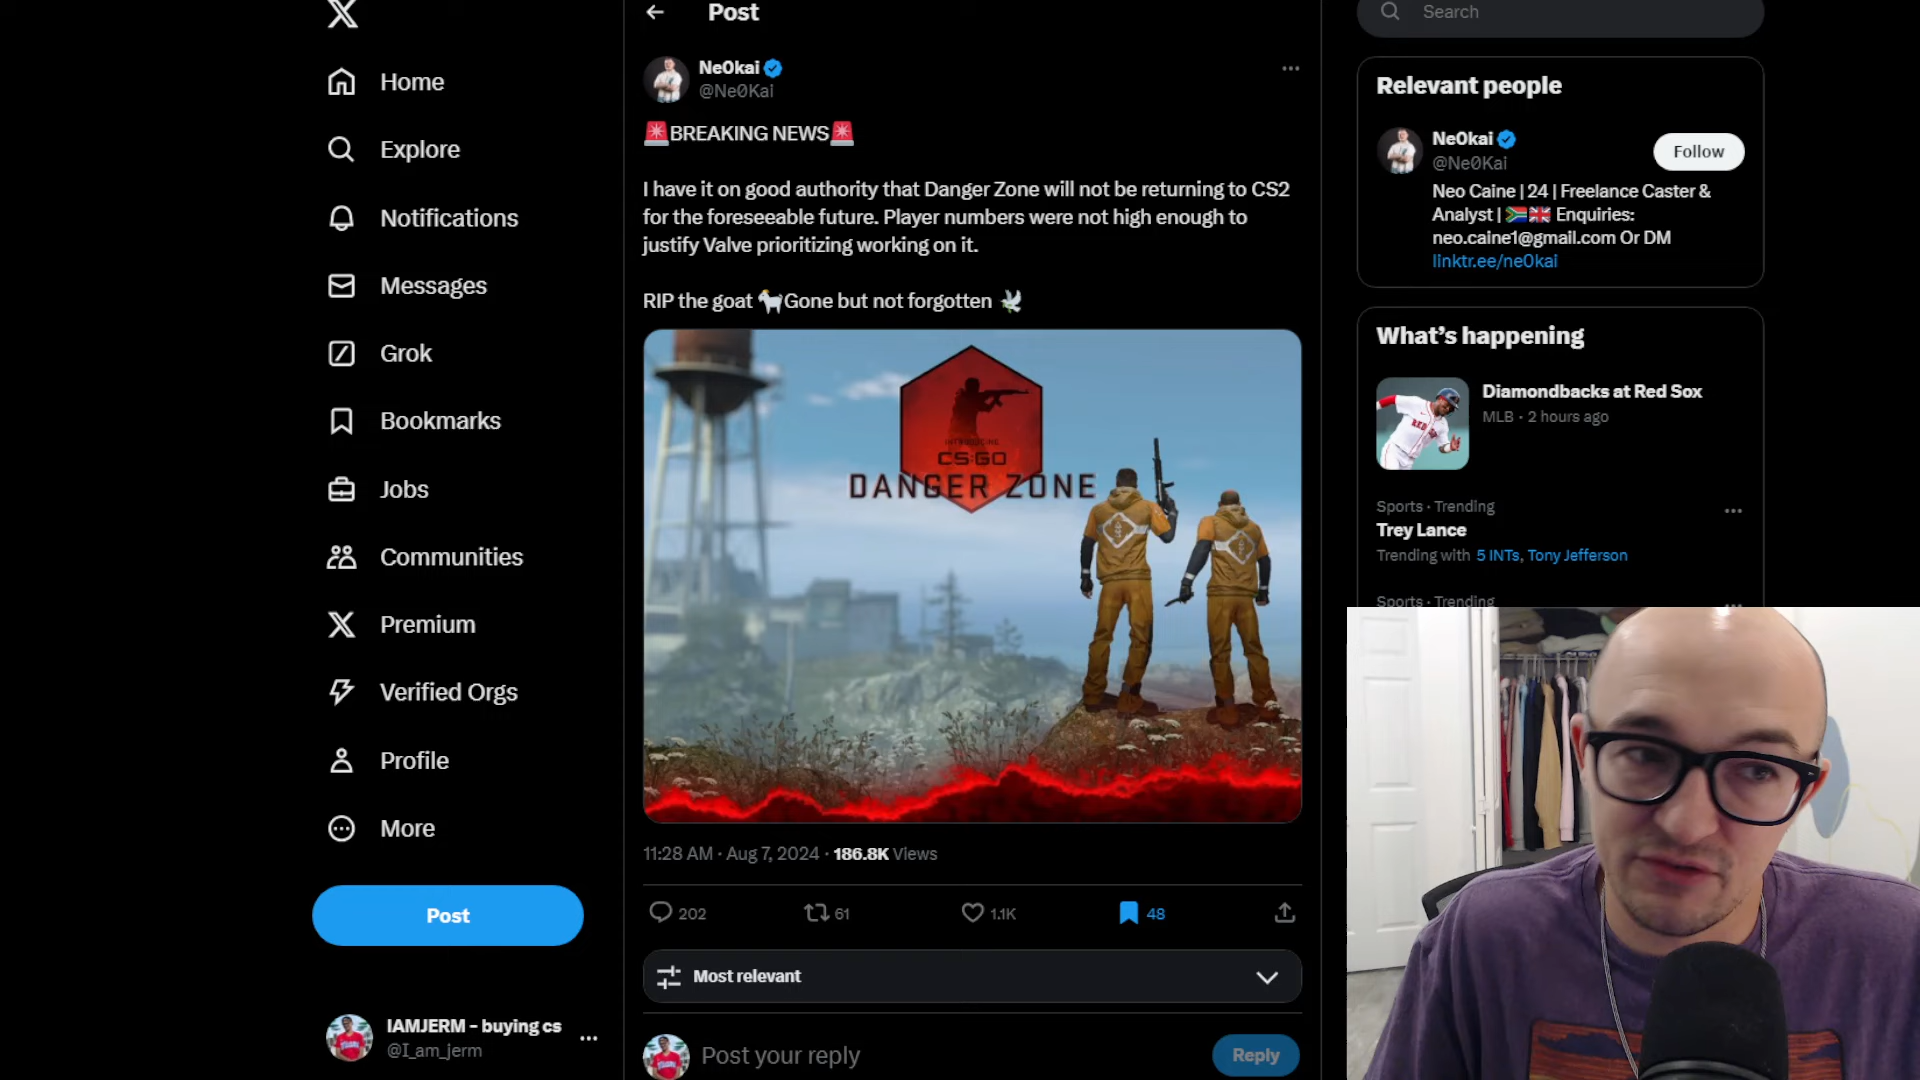 Home
Explore
Notifications
Messages
Grok
Bookmarks
Jobs
Communities
Premium
Verified Orgs
Profile
More
Post
IAMJERM - buying cs
@I_am_jerm
Post
Ne0kai
@Ne0Kai
🚨BREAKING NEWS🚨
I have it on good authority that Danger Zone will not be returning to CS2
for the foreseeable future. Player numbers were not high enough to
justify Valve prioritizing working on it.
RIP the goat 🐐Gone but not forgotten 🕊
INTRODUCING
CS:GO
DANGER ZONE
11:28 AM · Aug 7, 2024 · 186.8K Views
202
61
1.1K
48
Most relevant
Post your reply
Reply
Search
Relevant people
Ne0kai
@Ne0Kai
Follow
Neo Caine | 24 | Freelance Caster &
Analyst | 🇿🇦🇬🇧 Enquiries:
neo.caine1@gmail.com Or DM
linktr.ee/ne0kai
What's happening
Diamondbacks at Red Sox
MLB · 2 hours ago
Sports · Trending
Trey Lance
Trending with 5 INTs, Tony Jefferson
Sports · Trending